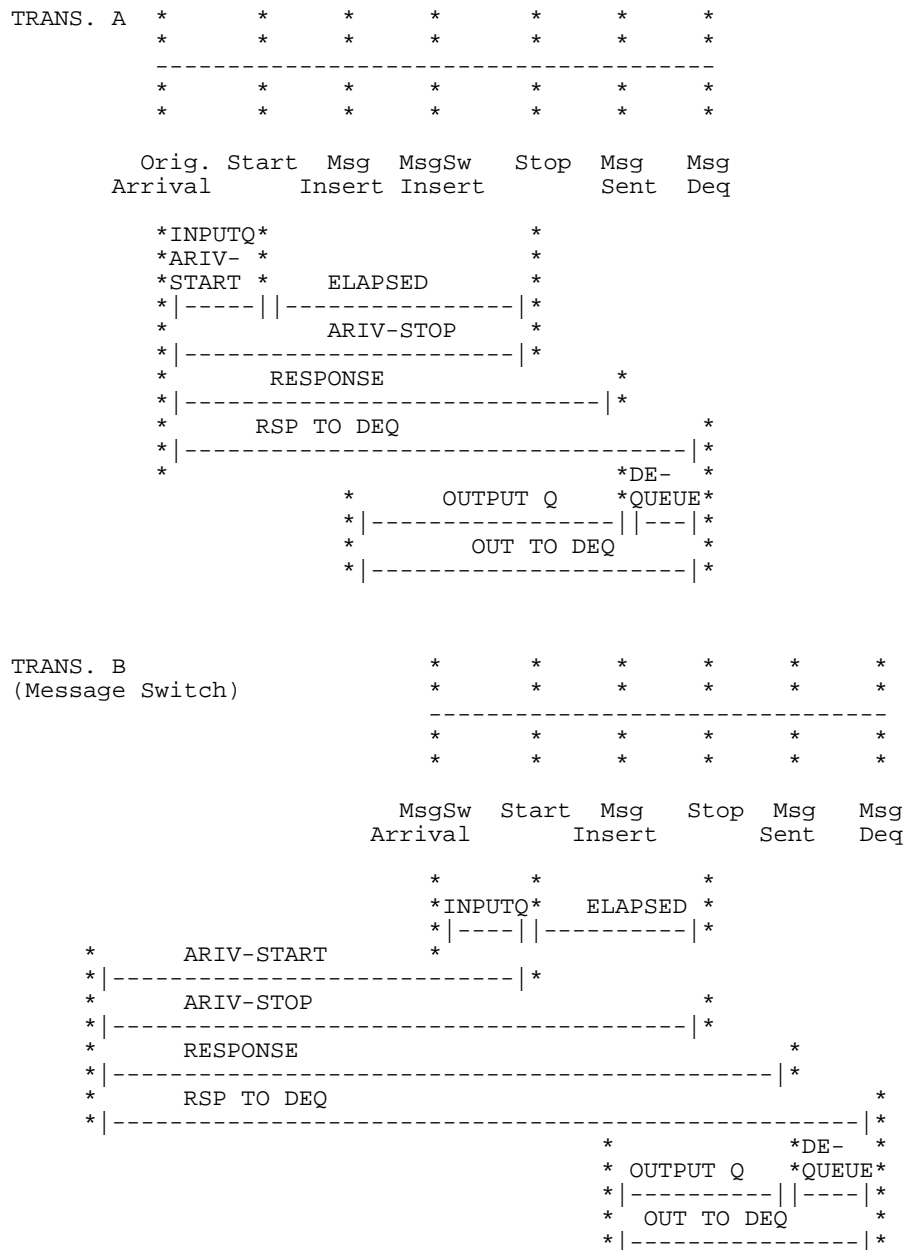 TRANS. A * * * * * * *
* * * * * * *
---------------------------------------
* * * * * * *
* * * * * * *
Orig. Start Msg MsgSw Stop Msg Msg
Arrival Insert Insert Sent Deq
*INPUTQ* *
*ARIV- * *
*START * ELAPSED *
*|-----||----------------|*
* ARIV-STOP *
*|-----------------------|*
* RESPONSE *
*|-----------------------------|*
* RSP TO DEQ *
*|-----------------------------------|*
* *DE- *
* OUTPUT Q *QUEUE*
*|-----------------||---|*
* OUT TO DEQ *
*|----------------------|*
TRANS. B * * * * * *
(Message Switch) * * * * * *
--------------------------------
* * * * * *
* * * * * *
MsgSw Start Msg Stop Msg Msg
Arrival Insert Sent Deq
* * *
*INPUTQ* ELAPSED *
*|----||----------|*
* ARIV-START *
*|----------------------------|*
* ARIV-STOP *
*|----------------------------------------|*
* RESPONSE *
*|----------------------------------------------|*
* RSP TO DEQ *
*|----------------------------------------------------|*
* *DE- *
* OUTPUT Q *QUEUE*
*|----------||----|*
* OUT TO DEQ *
*|----------------|*